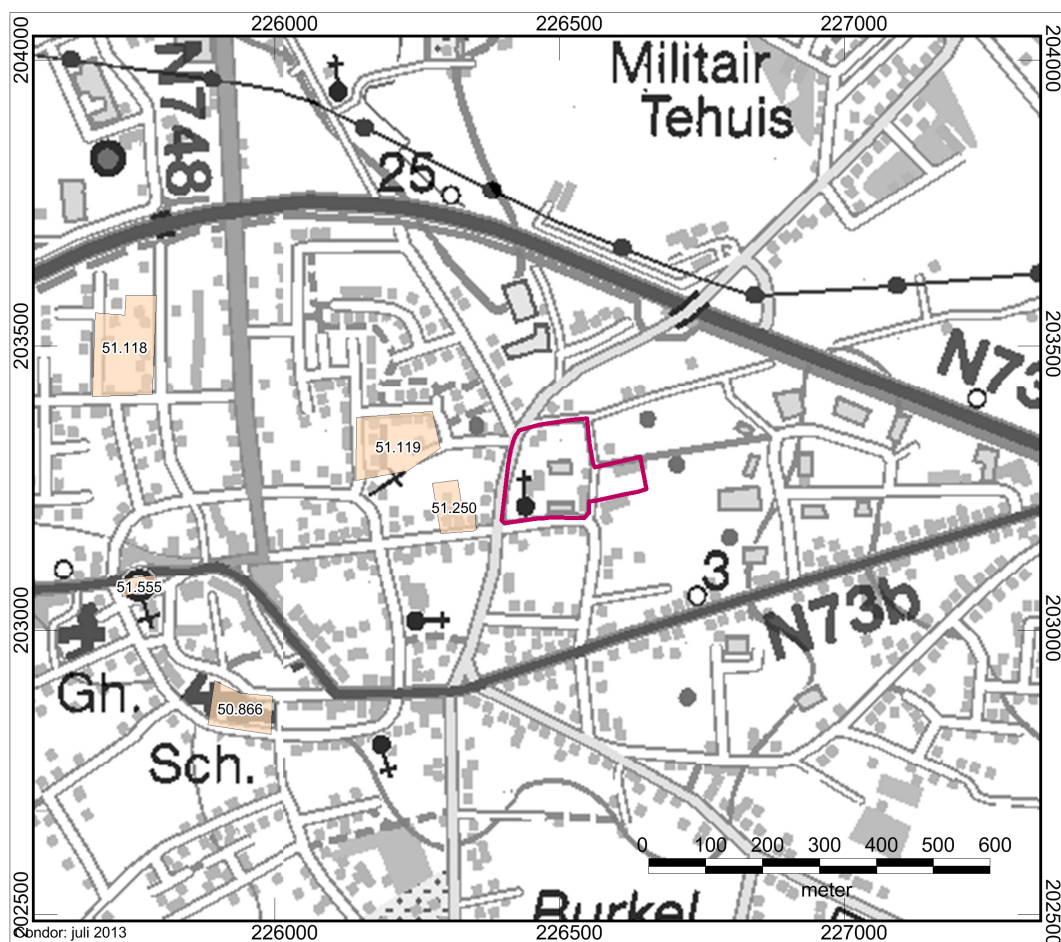 226000 226500 227000
204000 204000
Militair
Tehuis
N748
25
203500 203500
51.118
N73
51.119
51.250
3
51.555
203000 203000
N73b
Gh.
4
50.866
Sch.
0 100 200 300 400 500 600
meter
202500 202500
Burkel
Condor: juli 2013
226000 226500 227000